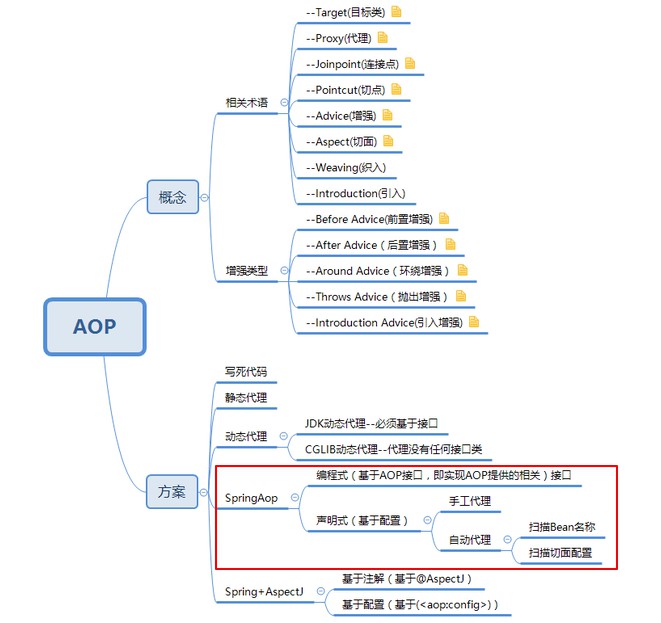 AOP
概念
相关术语
--Target(目标类)
--Proxy(代理)
--Joinpoint(连接点)
--Pointcut(切点)
--Advice(增强)
--Aspect(切面)
--Weaving(织入)
--Introduction(引入)
增强类型
--Before Advice(前置增强)
--After Advice（后置增强）
--Around Advice（环绕增强）
--Throws Advice（抛出增强）
--Introduction Advice(引入增强)
方案
写死代码
静态代理
动态代理
JDK动态代理--必须基于接口
CGLIB动态代理--代理没有任何接口类
SpringAop
编程式（基于AOP接口，即实现AOP提供的相关）接口
声明式（基于配置）
手工代理
自动代理
扫描Bean名称
扫描切面配置
Spring+AspectJ
基于注解（基于@AspectJ）
基于配置（基于(<aop:config>)）